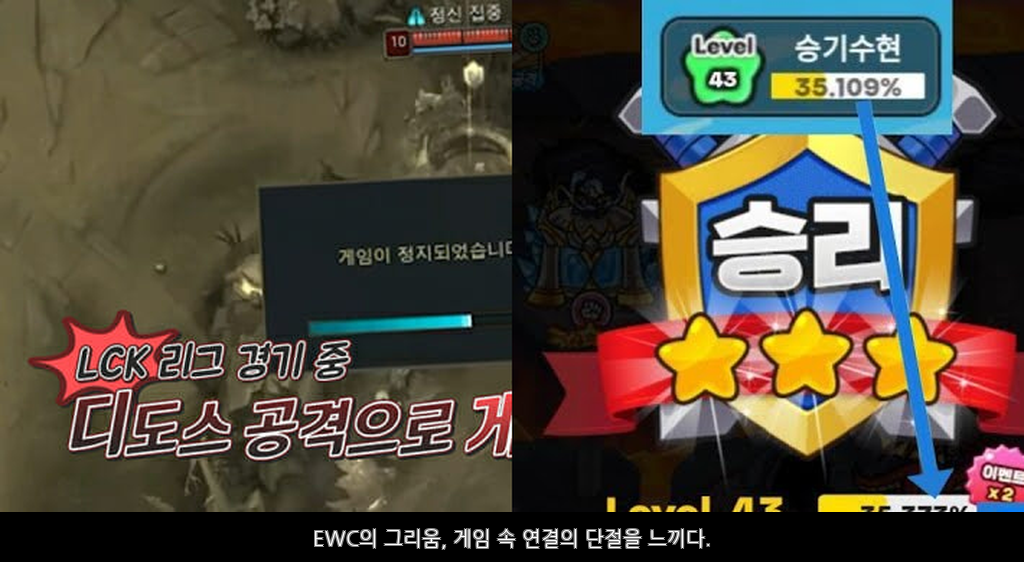 정신 집중
10
게임이 정지되었습니다
LCK 리그 경기 중
디도스 공격으로 게
Level
43
승기수현
35.109%
승리
이벤트
x2
Level 43
35.373%
EWC의 그리움, 게임 속 연결의 단절을 느끼다.